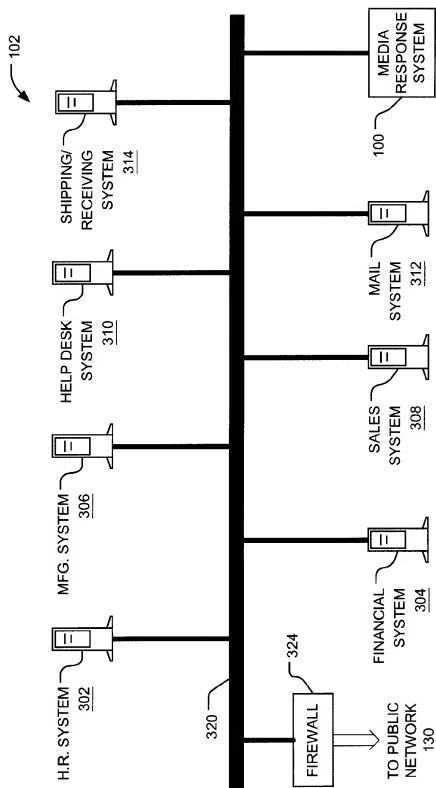 102
H.R. SYSTEM
302
MFG. SYSTEM
306
HELP DESK
SYSTEM
310
SHIPPING/
RECEIVING
SYSTEM
314
320
324
FIREWALL
TO PUBLIC
NETWORK
130
FINANCIAL
SYSTEM
304
SALES
SYSTEM
308
MAIL
SYSTEM
312
MEDIA
RESPONSE
SYSTEM
100